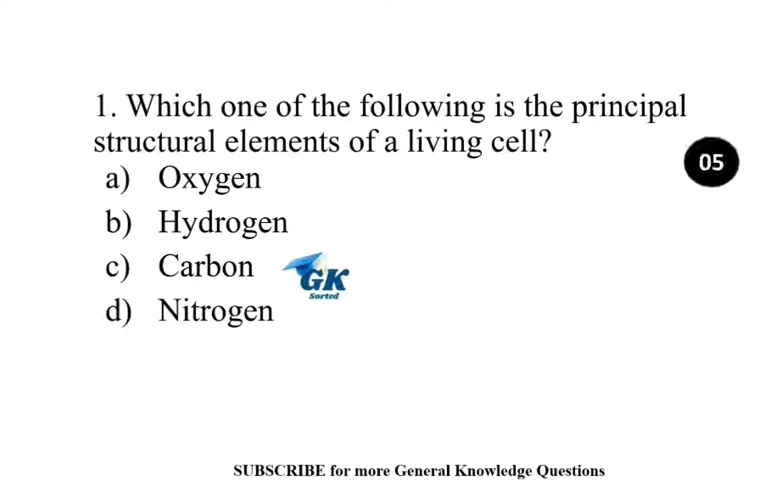 1. Which one of the following is the principal
structural elements of a living cell?
05
a) Oxygen
b) Hydrogen
c) Carbon
GK
Sorted
d) Nitrogen
SUBSCRIBE for more General Knowledge Questions